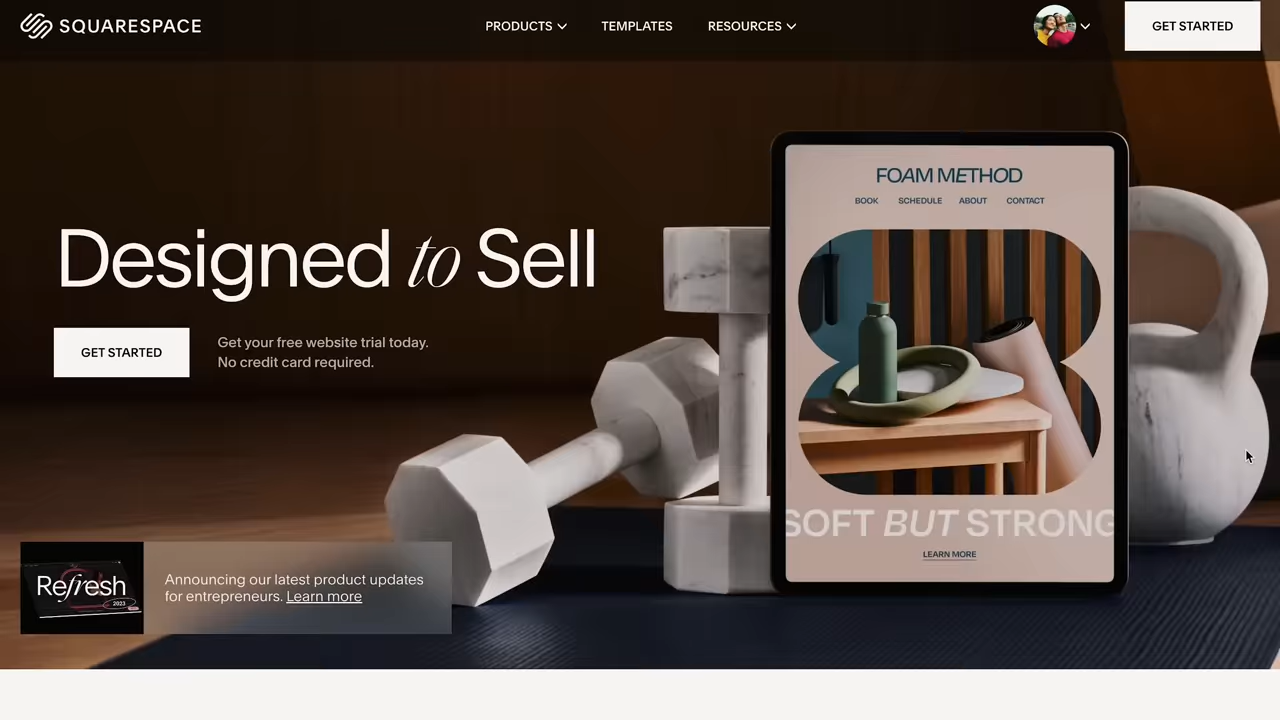 SQUARESPACE
PRODUCTS
TEMPLATES
RESOURCES
GET STARTED
Designed to Sell
GET STARTED
Get your free website trial today.
No credit card required.
FOAM METHOD
BOOK
SCHEDULE
ABOUT
CONTACT
SOFT BUT STRONG
LEARN MORE
Refresh
2023
Announcing our latest product updates
for entrepreneurs. Learn more